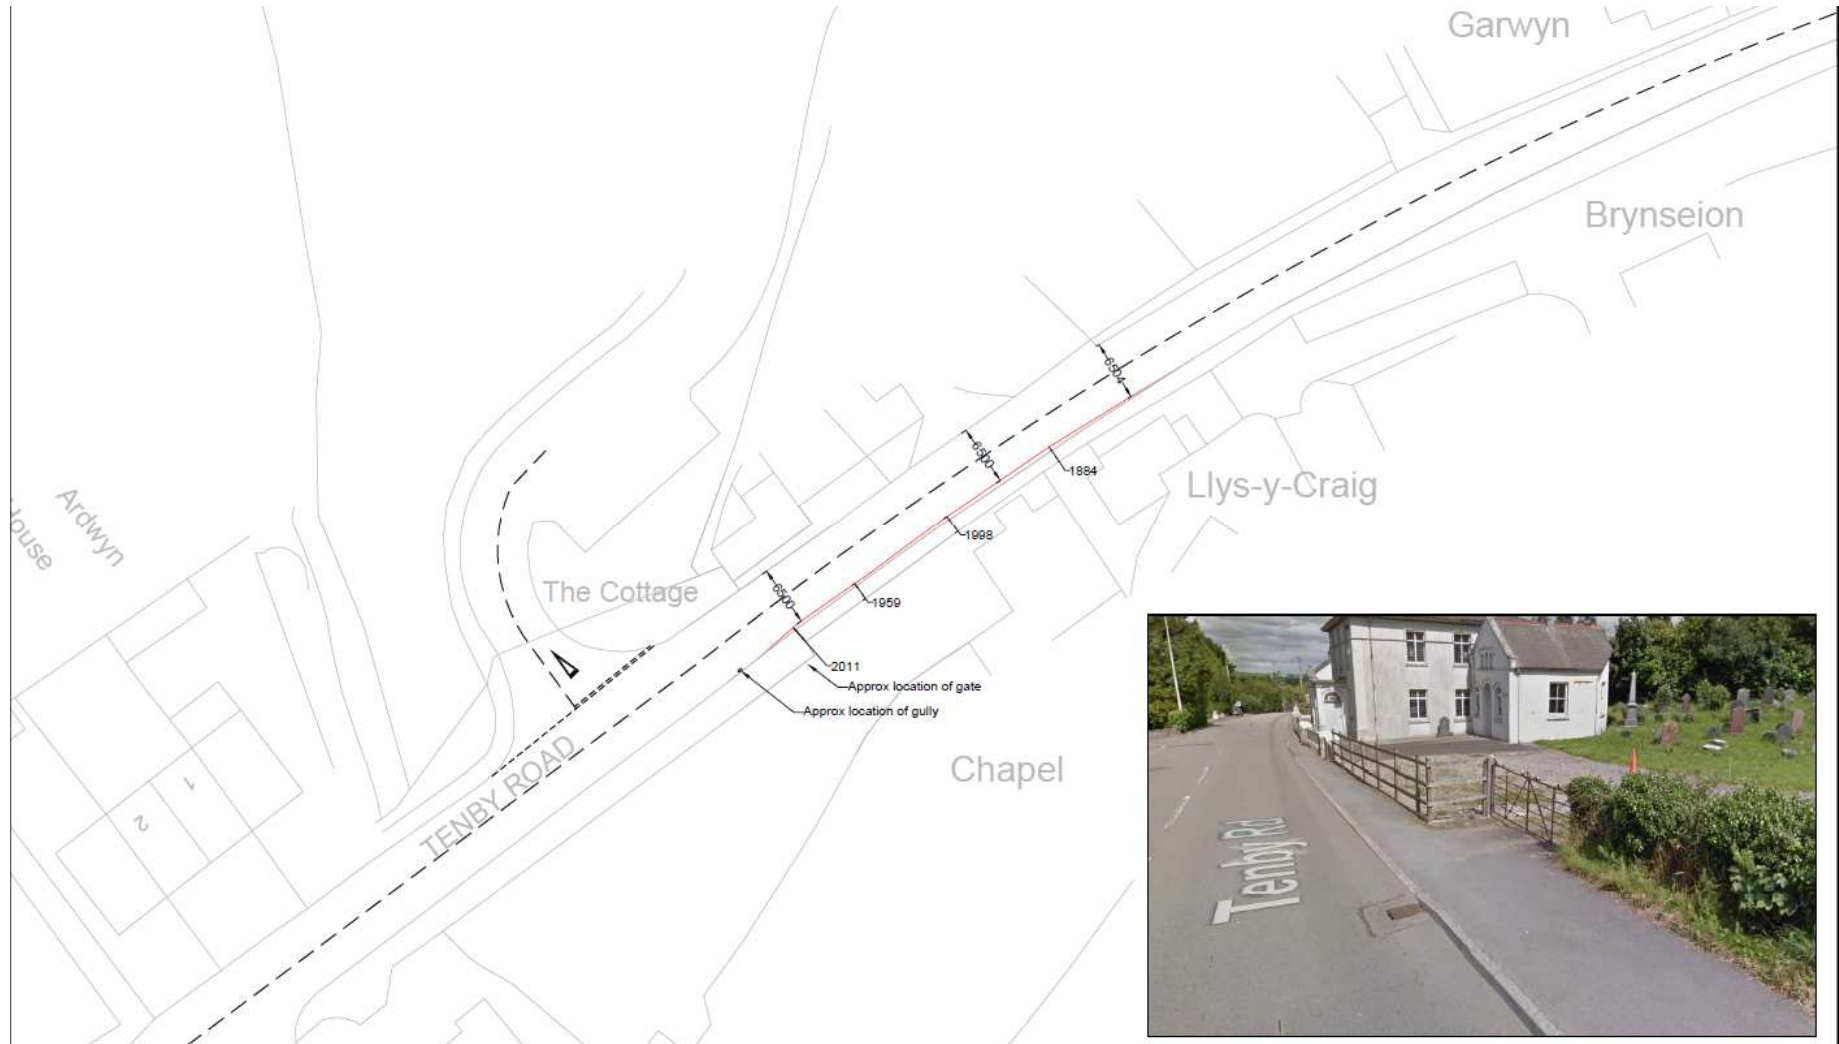 Garwyn
Brynseion
6504
6500
1884
Llys-y-Craig
Ardwyn
House
1998
The Cottage
6500
1959
2011
Approx location of gate
Approx location of gully
TENBY ROAD
Chapel
1
2
Tenby Rd